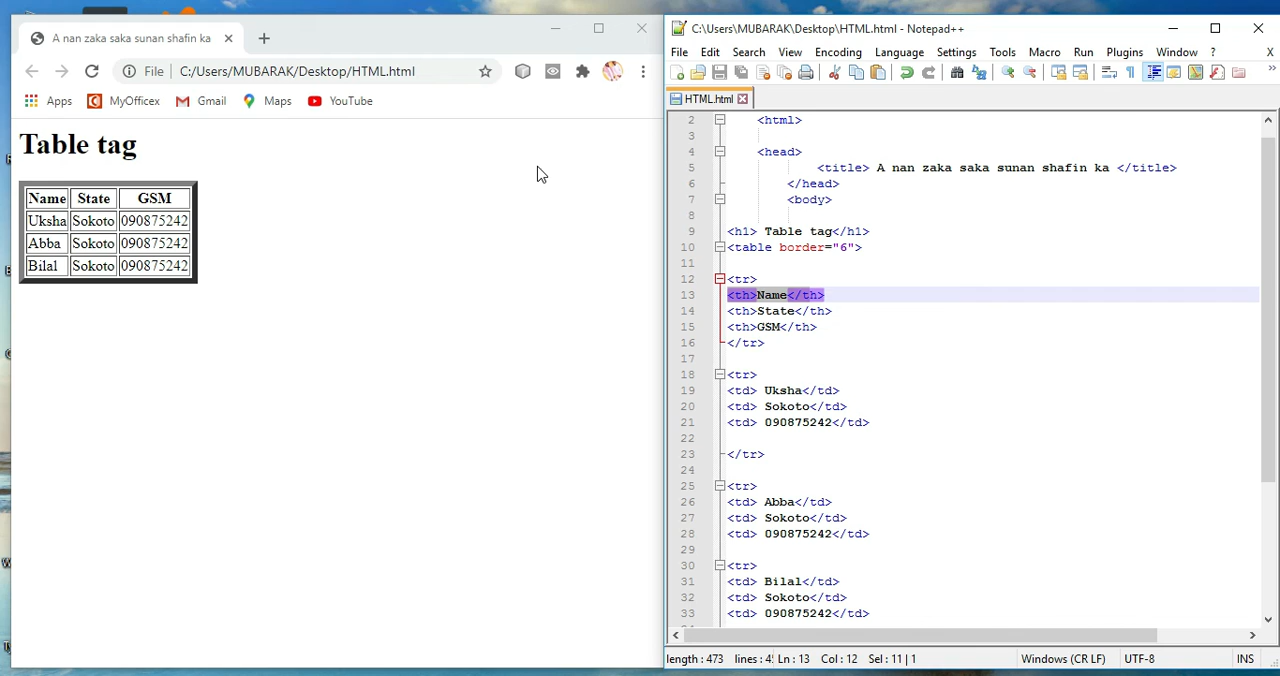 A nan zaka saka sunan shafin ka
File C:/Users/MUBARAK/Desktop/HTML.html
Apps MyOfficex Gmail Maps YouTube
Table tag
Name State GSM
Uksha Sokoto 090875242
Abba Sokoto 090875242
Bilal Sokoto 090875242
C:\Users\MUBARAK\Desktop\HTML.html - Notepad++
File Edit Search View Encoding Language Settings Tools Macro Run Plugins Window ? X
HTML.html
2 <html>
3
4 <head>
5 <title> A nan zaka saka sunan shafin ka </title>
6 </head>
7 <body>
8
9 <h1> Table tag</h1>
10 <table border="6">
11
12 <tr>
13 <th>Name</th>
14 <th>State</th>
15 <th>GSM</th>
16 </tr>
17
18 <tr>
19 <td> Uksha</td>
20 <td> Sokoto</td>
21 <td> 090875242</td>
22
23 </tr>
24
25 <tr>
26 <td> Abba</td>
27 <td> Sokoto</td>
28 <td> 090875242</td>
29
30 <tr>
31 <td> Bilal</td>
32 <td> Sokoto</td>
33 <td> 090875242</td>
length : 473 lines : 45 Ln : 13 Col : 12 Sel : 11 | 1 Windows (CR LF) UTF-8 INS